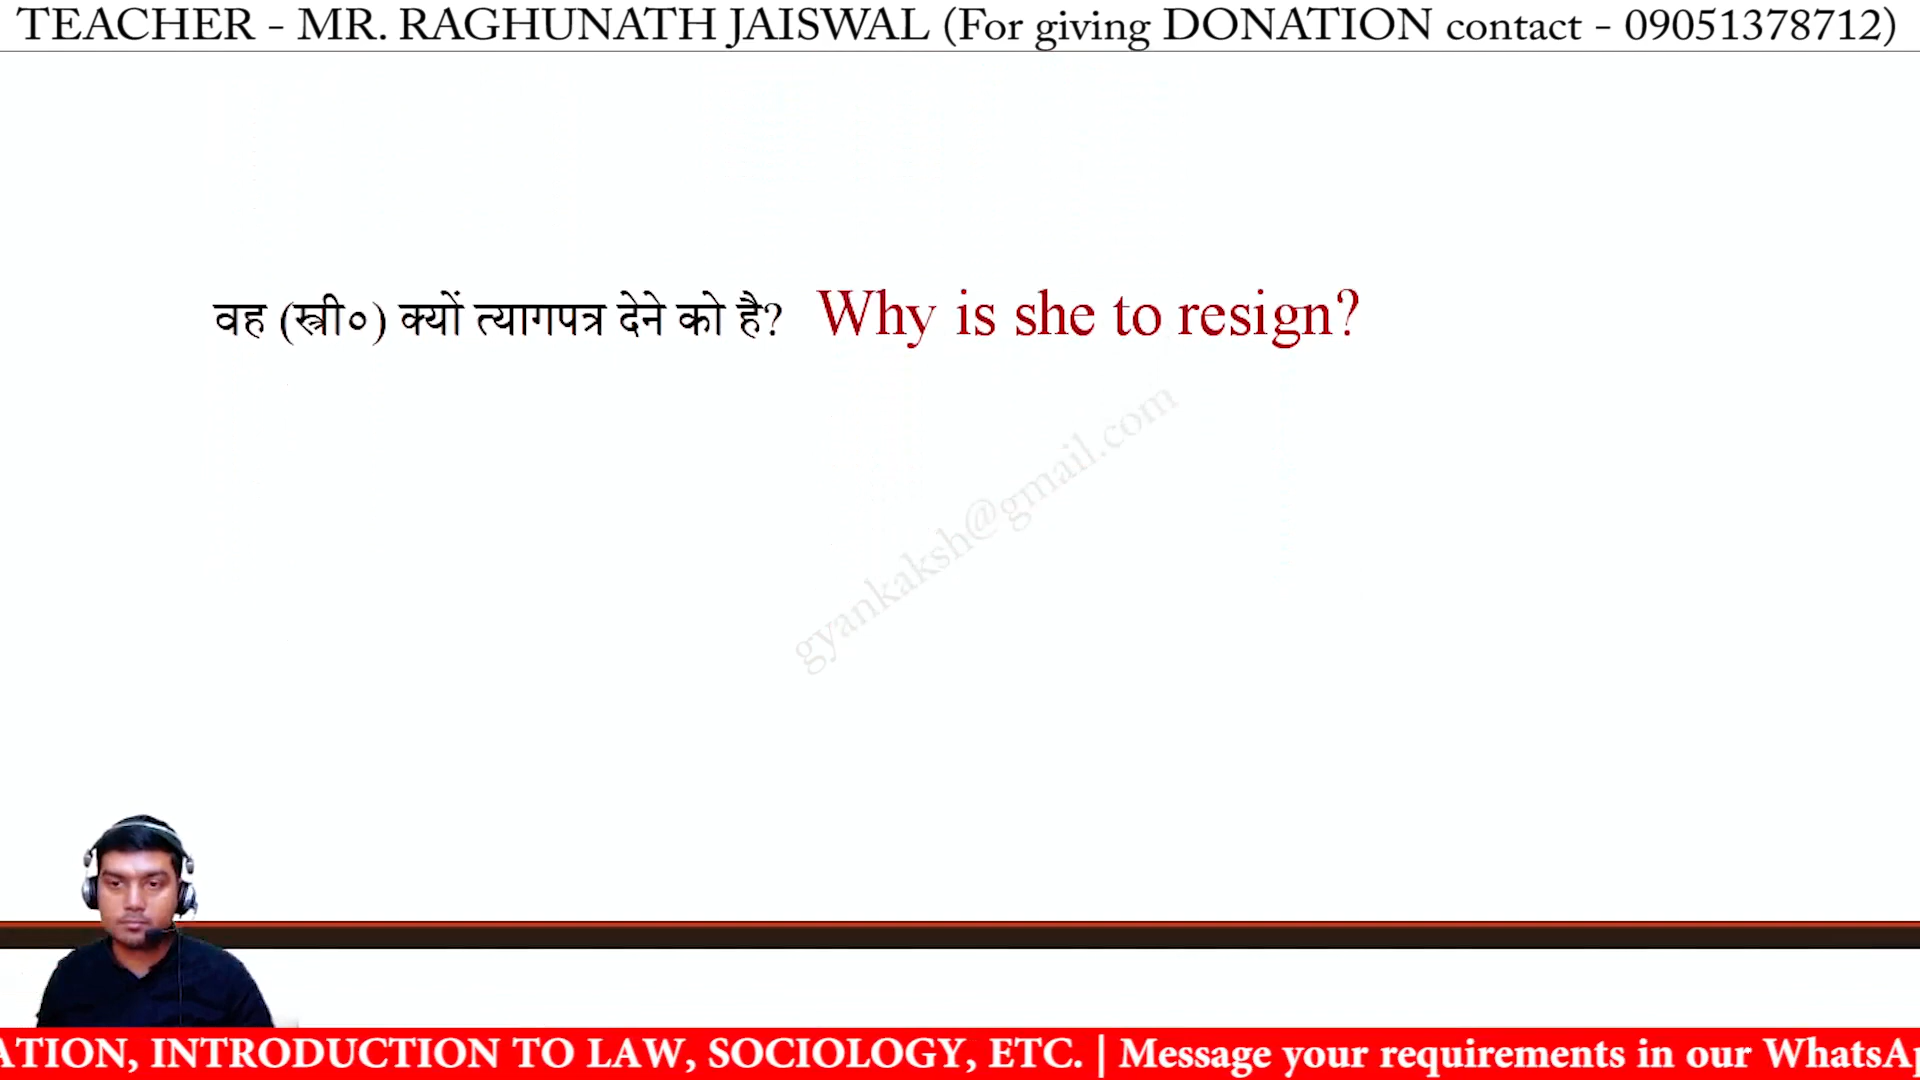 TEACHER - MR. RAGHUNATH JAISWAL (For giving DONATION contact - 09051378712)
वह (स्त्री०) क्यों त्यागपत्र देने को है? Why is she to resign?
gyankaksh@gmail.com
ATION, INTRODUCTION TO LAW, SOCIOLOGY, ETC. | Message your requirements in our WhatsAp